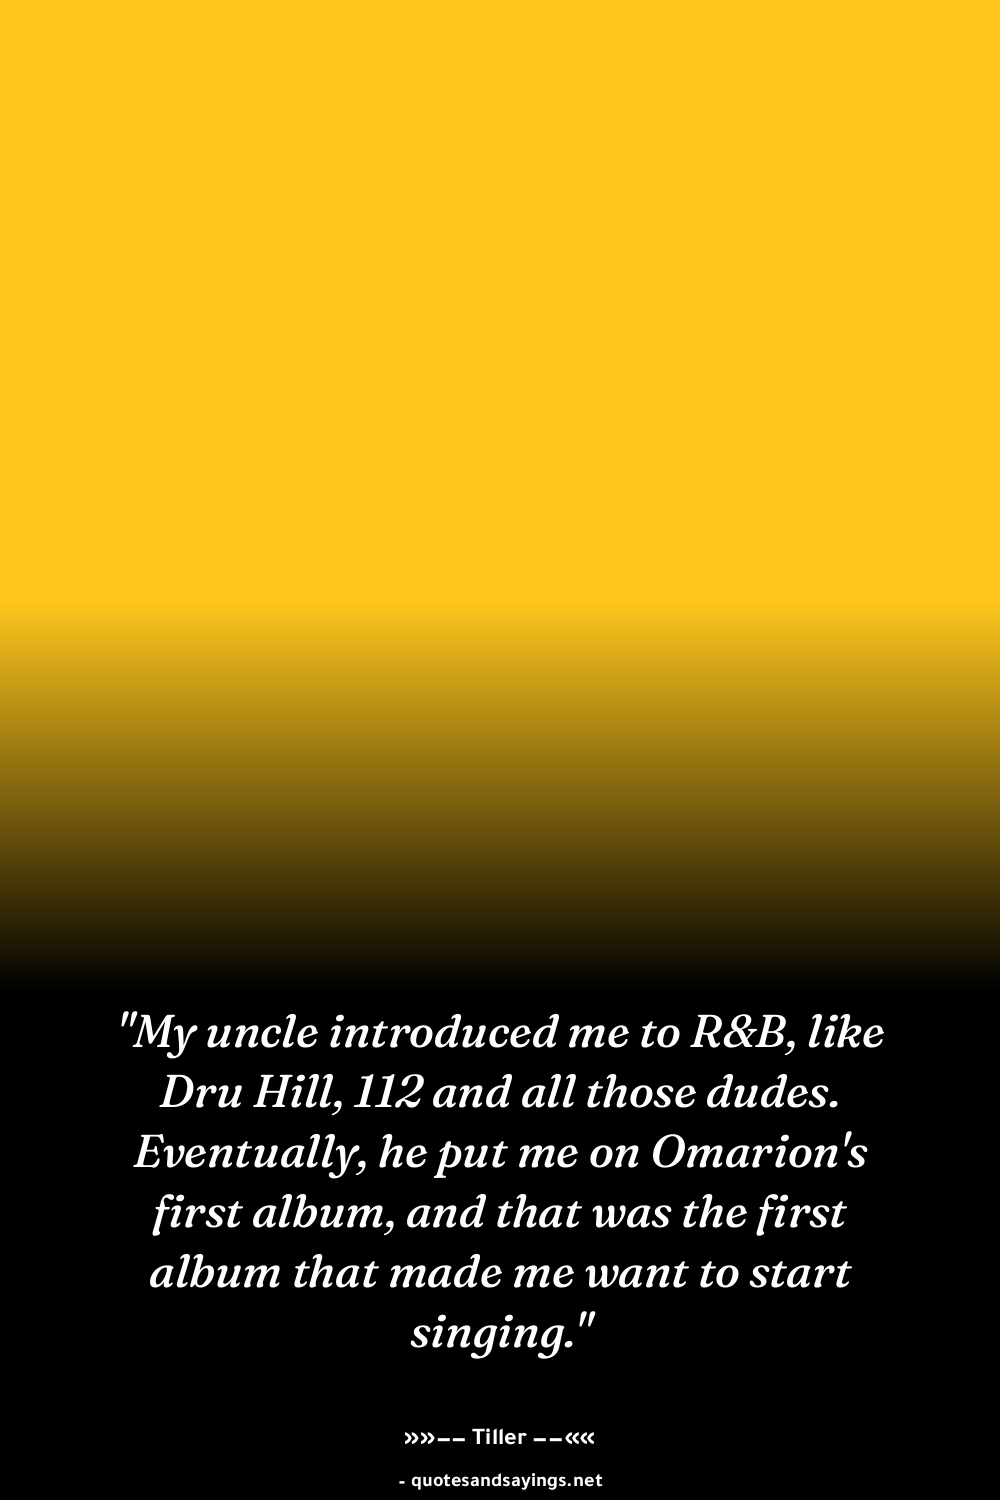 "My uncle introduced me to R&B, like
Dru Hill, 112 and all those dudes.
Eventually, he put me on Omarion's
first album, and that was the first
album that made me want to start
singing."
»»−− Tiller −−««
- quotesandsayings.net